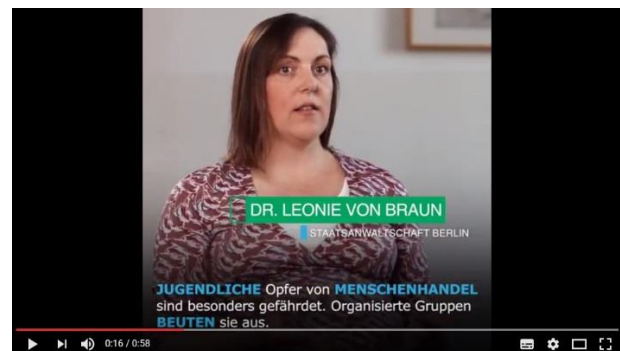 DR. LEONIE VON BRAUN
STAATSANWALTSCHAFT BERLIN
JUGENDLICHE Opfer von MENSCHENHANDEL
sind besonders gefährdet. Organisierte Gruppen
BEUTEN sie aus.
0:16 / 0:58